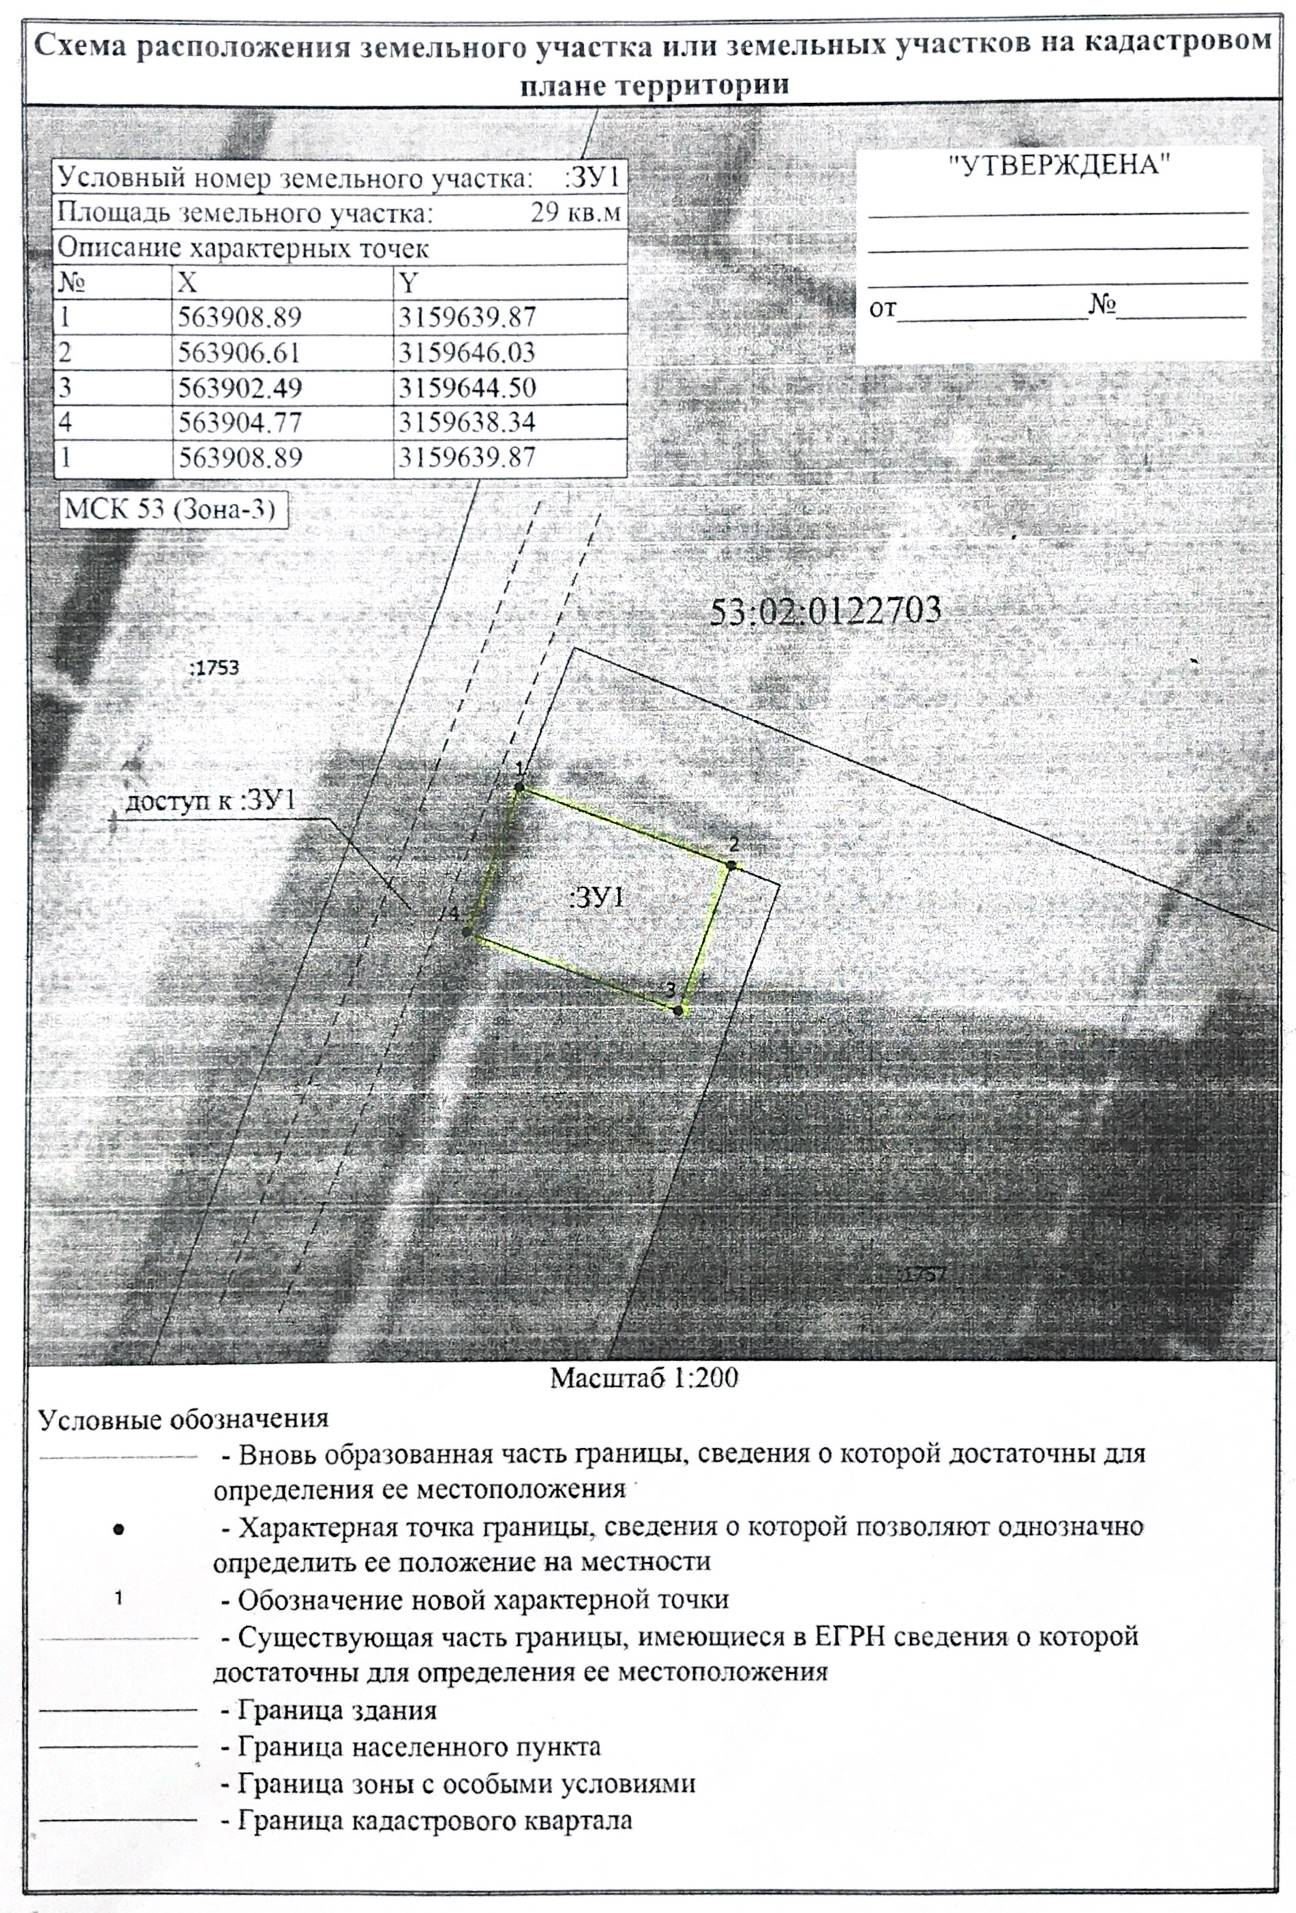 Схема расположения земельного участка или земельных участков на кадастровом
плане территории
Условный номер земельного участка: :ЗУ1
Площадь земельного участка: 29 кв.м
Описание характерных точек
№ X Y
1 563908.89 3159639.87
2 563906.61 3159646.03
3 563902.49 3159644.50
4 563904.77 3159638.34
1 563908.89 3159639.87
МСК 53 (Зона-3)
"УТВЕРЖДЕНА"
от №
53:02:0122703
:1753
1
доступ к :ЗУ1
2
:ЗУ1
4
3
:1757
Масштаб 1:200
Условные обозначения
- Вновь образованная часть границы, сведения о которой достаточны для
определения ее местоположения
- Характерная точка границы, сведения о которой позволяют однозначно
определить ее положение на местности
1 - Обозначение новой характерной точки
- Существующая часть границы, имеющиеся в ЕГРН сведения о которой
достаточны для определения ее местоположения
- Граница здания
- Граница населенного пункта
- Граница зоны с особыми условиями
- Граница кадастрового квартала